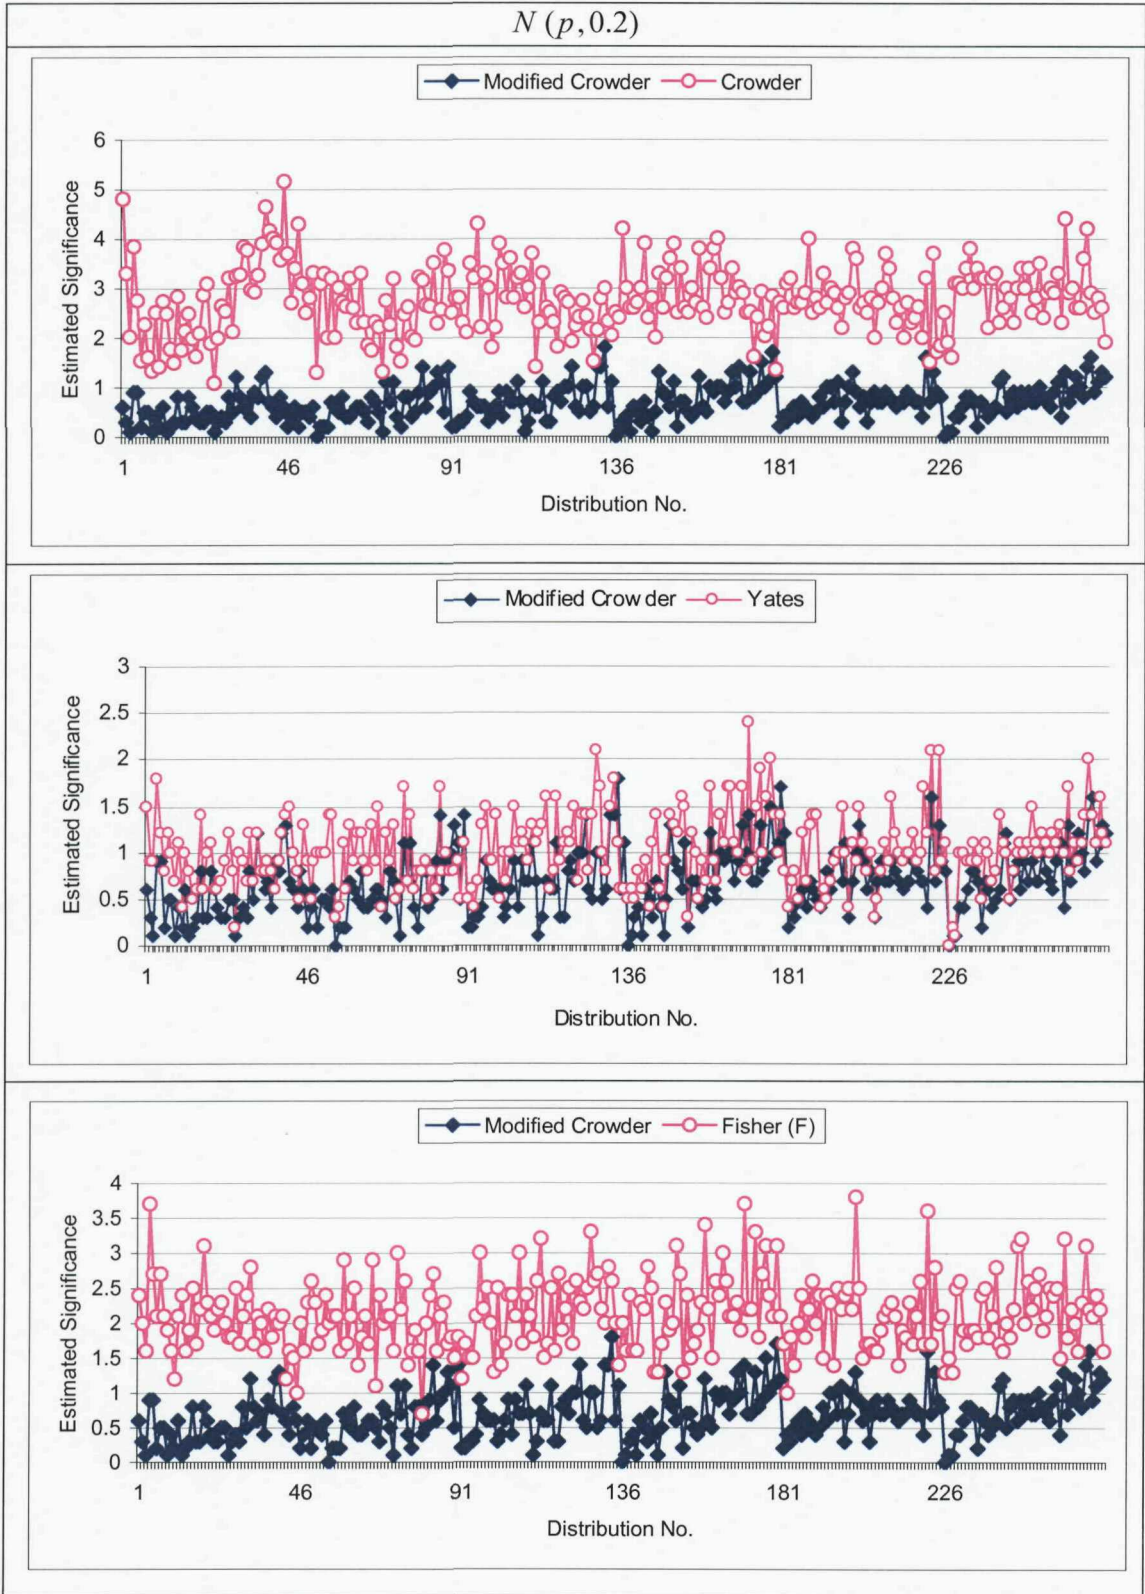 N (p,0.2)
Modified Crowder Crowder
6
5
4
3
2
1
0
Estimated Significance
1 46 91 136 181 226
Distribution No.
Modified Crowder Yates
3
2.5
2
1.5
1
0.5
0
Estimated Significance
1 46 91 136 181 226
Distribution No.
Modified Crowder Fisher (F)
4
3.5
3
2.5
2
1.5
1
0.5
0
Estimated Significance
1 46 91 136 181 226
Distribution No.